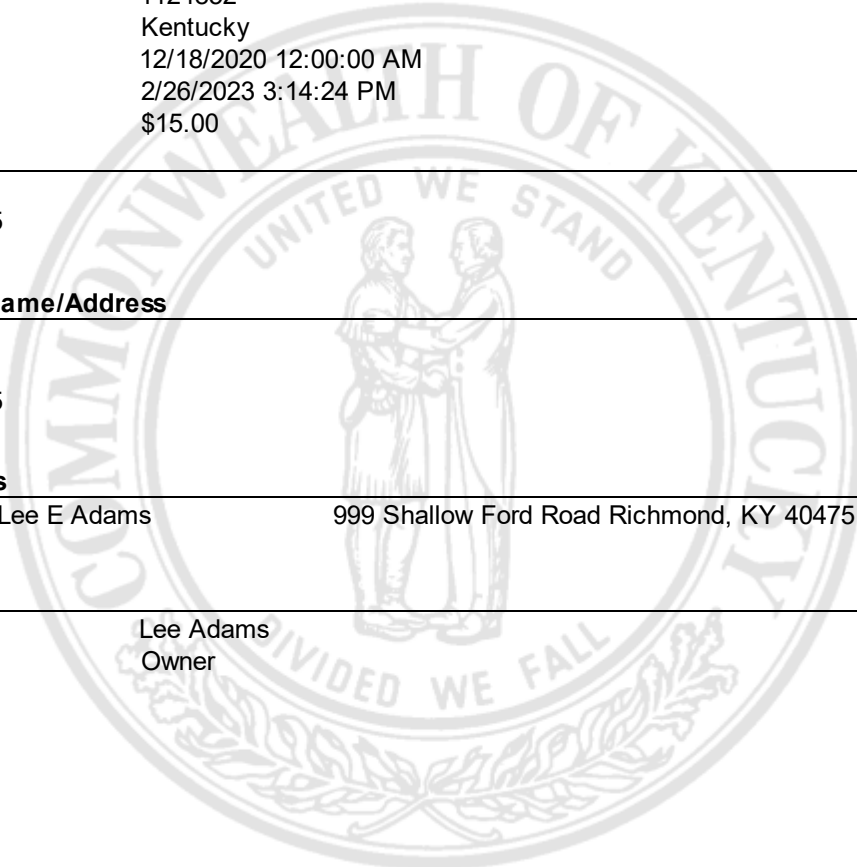 Kentucky
12/18/2020 12:00:00 AM
2/26/2023 3:14:24 PM
$15.00
5
ame/Address
5
s
Lee E Adams 999 Shallow Ford Road Richmond, KY 40475
Lee Adams
Owner
COMMONWEALTH OF KENTUCKY
UNITED WE STAND
DIVIDED WE FALL